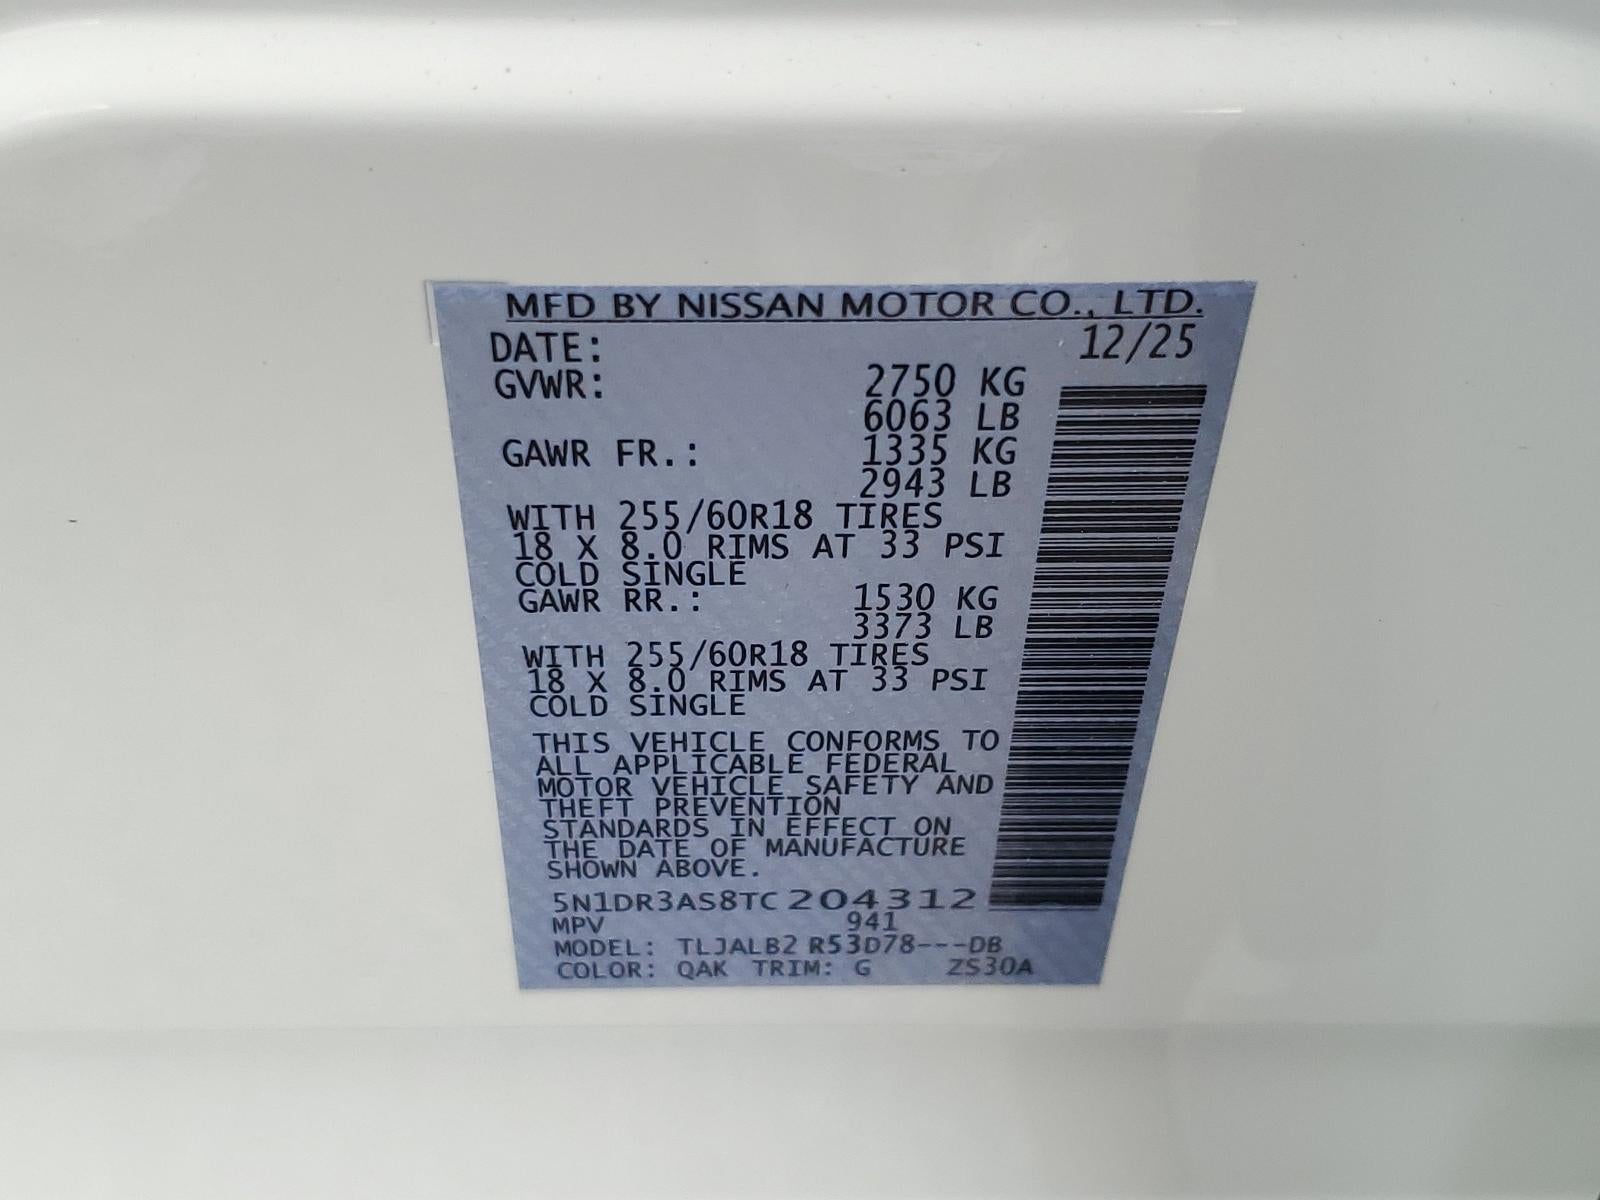 MFD BY NISSAN MOTOR CO., LTD.
DATE: 12/25
GVWR: 2750 KG
6063 LB
GAWR FR.: 1335 KG
2943 LB
WITH 255/60R18 TIRES
18 X 8.0 RIMS AT 33 PSI
COLD SINGLE
GAWR RR.: 1530 KG
3373 LB
WITH 255/60R18 TIRES
18 X 8.0 RIMS AT 33 PSI
COLD SINGLE
THIS VEHICLE CONFORMS TO
ALL APPLICABLE FEDERAL
MOTOR VEHICLE SAFETY AND
THEFT PREVENTION
STANDARDS IN EFFECT ON
THE DATE OF MANUFACTURE
SHOWN ABOVE.
5N1DR3AS8TC204312
MPV 941
MODEL: TLJALB2 R53D78---DB
COLOR: QAK TRIM: G ZS30A